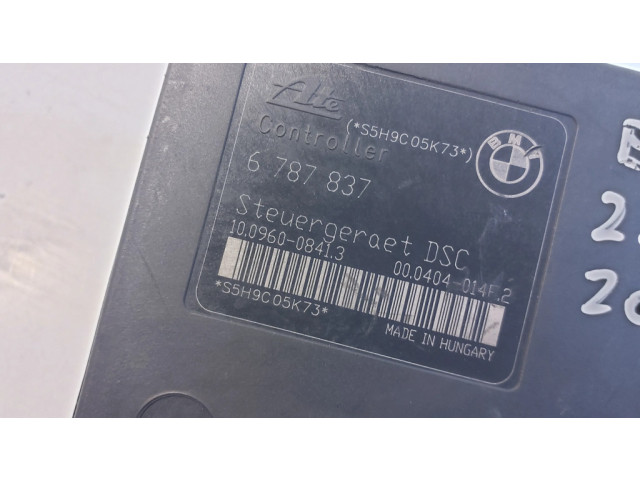 Ate
(*S5H9C05K73*)
Controller
BMW
6 787 837
Steuergeraet DSC
10.0960-0841.3
00.0404-014F.2
*S5H9C05K73*
MADE IN HUNGARY